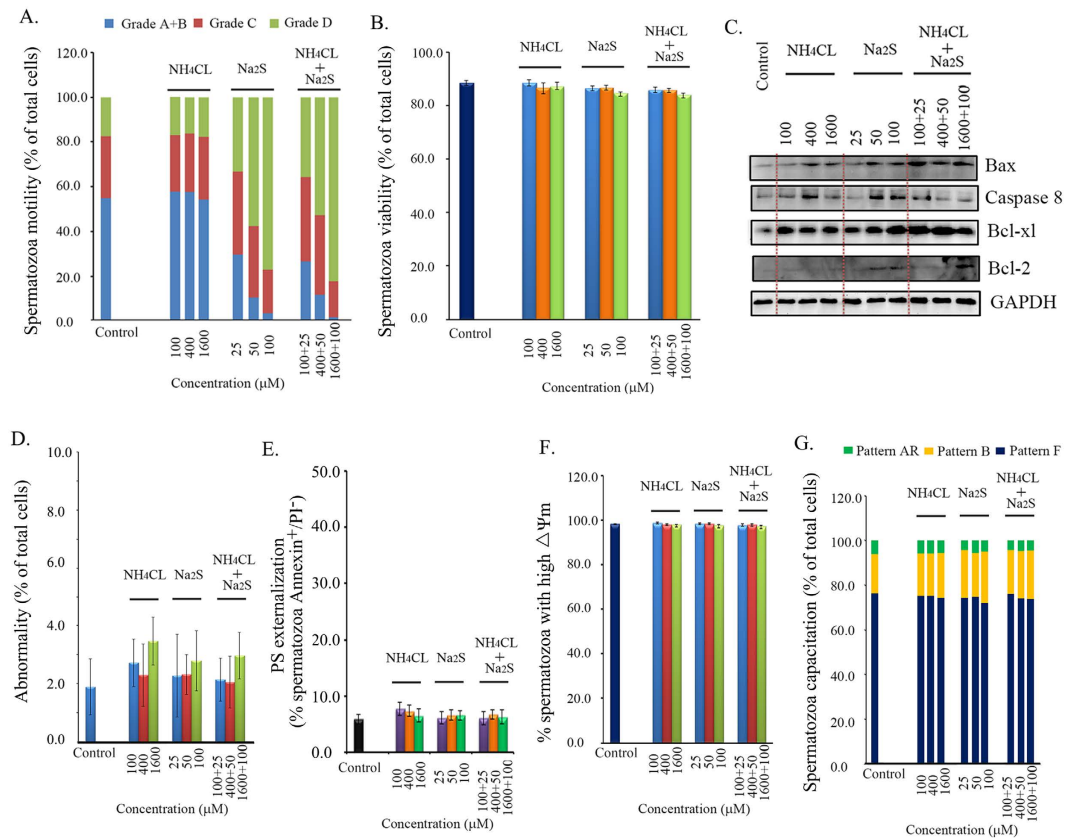 A.
Grade A+B Grade C Grade D
Spermatozoa motility (% of total cells)
120.0
100.0
80.0
60.0
40.0
20.0
0.0
NH4CL
Na2S
NH4CL
+
Na2S
Control
100 400 1600
25 50 100
100+25 400+50 1600+100
Concentration (μM)
B.
Spermatozoa viability (% of total cells)
100.0
80.0
60.0
40.0
20.0
0.0
NH4CL
Na2S
NH4CL
+
Na2S
Control
100 400 1600
25 50 100
100+25 400+50 1600+100
Concentration (μM)
C.
Control
NH4CL
Na2S
NH4CL
+
Na2S
100 400 1600
25 50 100
100+25 400+50 1600+100
Bax
Caspase 8
Bcl-xl
Bcl-2
GAPDH
D.
Abnormality (% of total cells)
10.0
8.0
6.0
4.0
2.0
0.0
NH4CL
Na2S
NH4CL
+
Na2S
Control
100 400 1600
25 50 100
100+25 400+50 1600+100
Concentration (μM)
E.
PS externalization
(% spermatozoa Annexin+/PI-)
50.0
40.0
30.0
20.0
10.0
0.0
NH4CL
Na2S
NH4CL
+
Na2S
Control
100 400 1600
25 50 100
100+25 400+50 1600+100
Concentration (μM)
F.
% spermatozoa with high △Ψm
120.0
100.0
80.0
60.0
40.0
20.0
0.0
NH4CL
Na2S
NH4CL
+
Na2S
Control
100 400 1600
25 50 100
100+25 400+50 1600+100
Concentration (μM)
G.
Pattern AR Pattern B Pattern F
Spermatozoa capacitation (% of total cells)
120.0
100.0
80.0
60.0
40.0
20.0
0.0
NH4CL
Na2S
NH4CL
+
Na2S
Control
100 400 1600
25 50 100
100+25 400+50 1600+100
Concentration (μM)